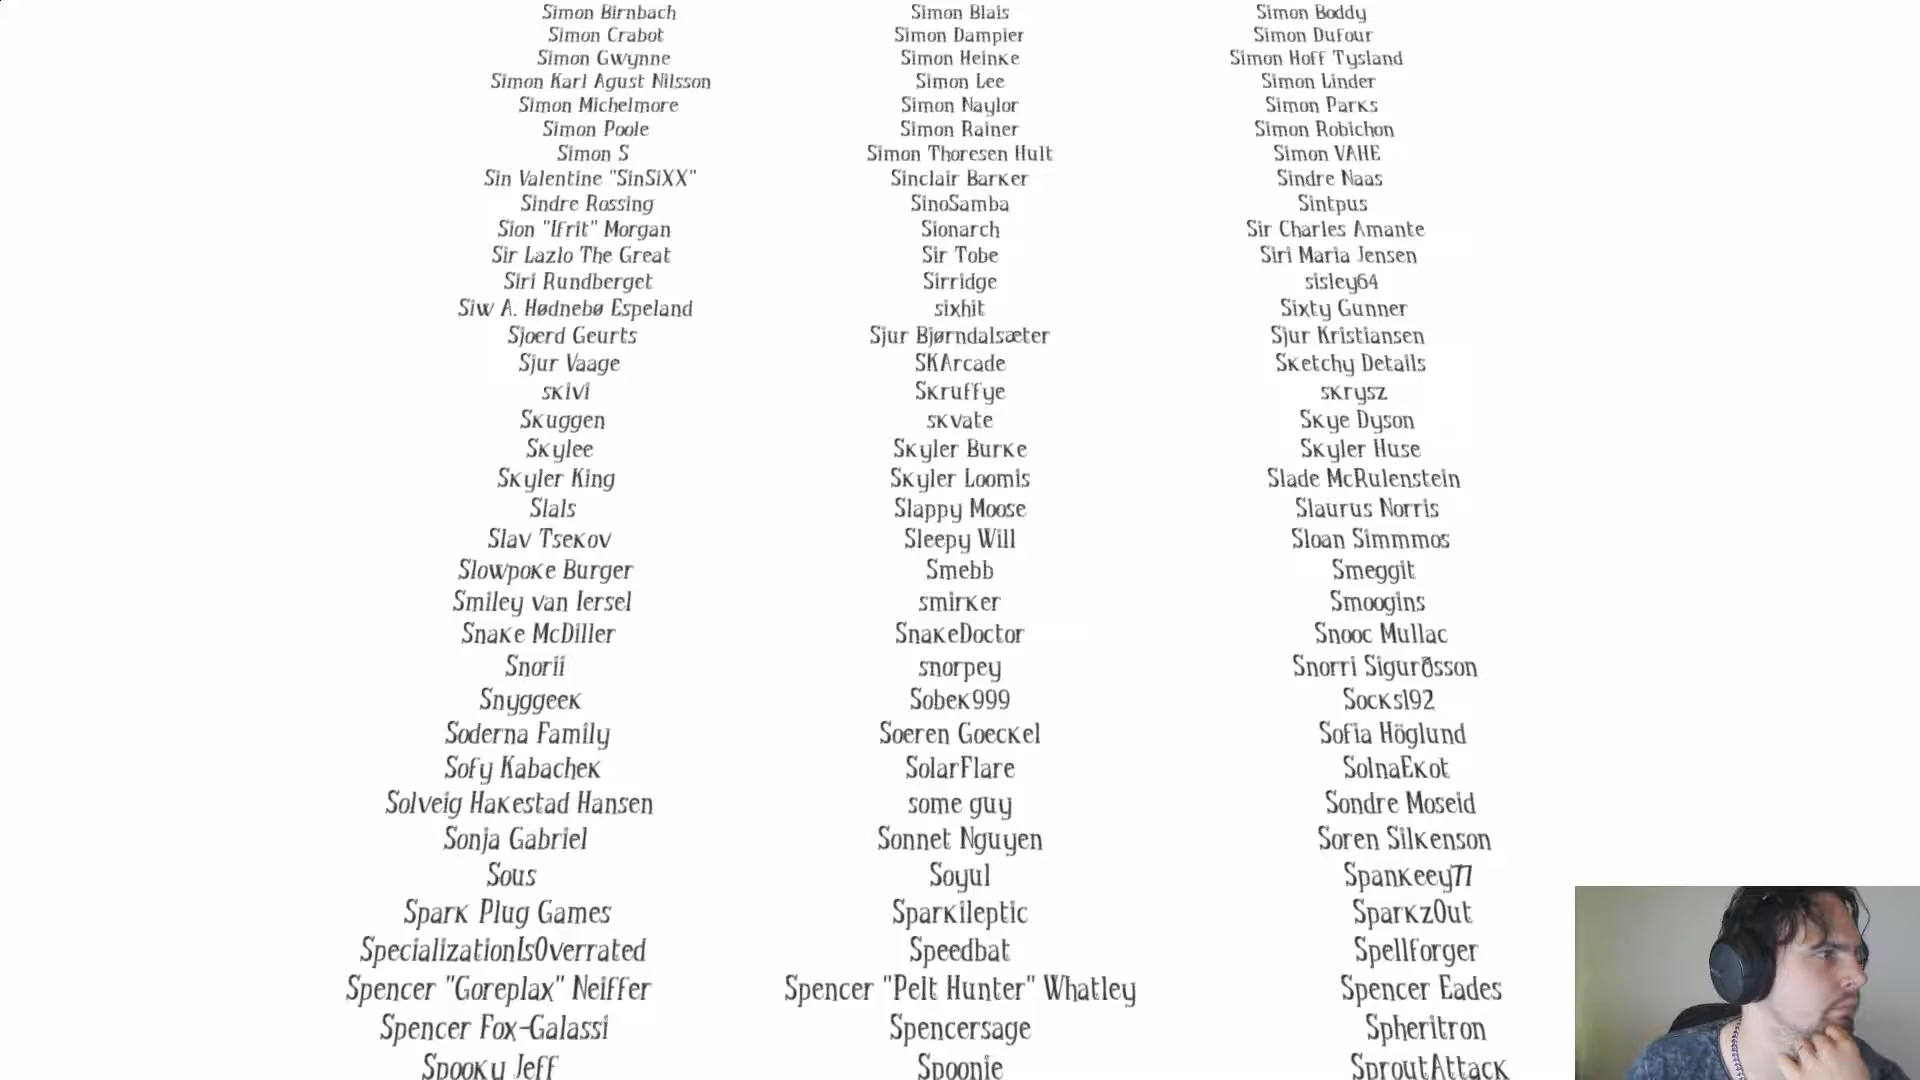 Simon Birnbach Simon Blais Simon Boddy
Simon Crabot Simon Dampier Simon Dufour
Simon Gwynne Simon Heinke Simon Hoff Tysland
Simon Karl Agust Nilsson Simon Lee Simon Linder
Simon Michelmore Simon Naylor Simon Parks
Simon Poole Simon Rainer Simon Robichon
Simon S Simon Thoresen Hult Simon VAHE
Sin Valentine "SinSiXX" Sinclair Barker Sindre Naas
Sindre Rossing SinoSamba Sintpus
Sion "Ifrit" Morgan Sionarch Sir Charles Amante
Sir Lazlo The Great Sir Tobe Siri Maria Jensen
Siri Rundberget Sirridge sisley64
Siw A. Hødnebø Espeland sixhit Sixty Gunner
Sjoerd Geurts Sjur Bjørndalsæter Sjur Kristiansen
Sjur Vaage SKArcade Sketchy Details
skivi Skruffye skrysz
Skuggen skvate Skye Dyson
Skylee Skyler Burke Skyler Huse
Skyler King Skyler Loomis Slade McRulenstein
Slals Slappy Moose Slaurus Norris
Slav Tsekov Sleepy Will Sloan Simmmos
Slowpoke Burger Smebb Smeggit
Smiley van Iersel smirker Smoogins
Snake McDiller SnakeDoctor Snooc Mullac
Snorii snorpey Snorri Sigurðsson
Snyggeek Sobek999 Socks192
Soderna Family Soeren Goeckel Sofia Höglund
Sofy Kabachek SolarFlare SolnaEkot
Solveig Hakestad Hansen some guy Sondre Moseid
Sonja Gabriel Sonnet Nguyen Soren Silkenson
Sous Soyul Spankeey77
Spark Plug Games Sparkileptic SparkzOut
SpecializationIsOverrated Speedbat Spellforger
Spencer "Goreplax" Neiffer Spencer "Pelt Hunter" Whatley Spencer Eades
Spencer Fox-Galassi Spencersage Spheritron
Spooky Jeff Spoonie SproutAttack